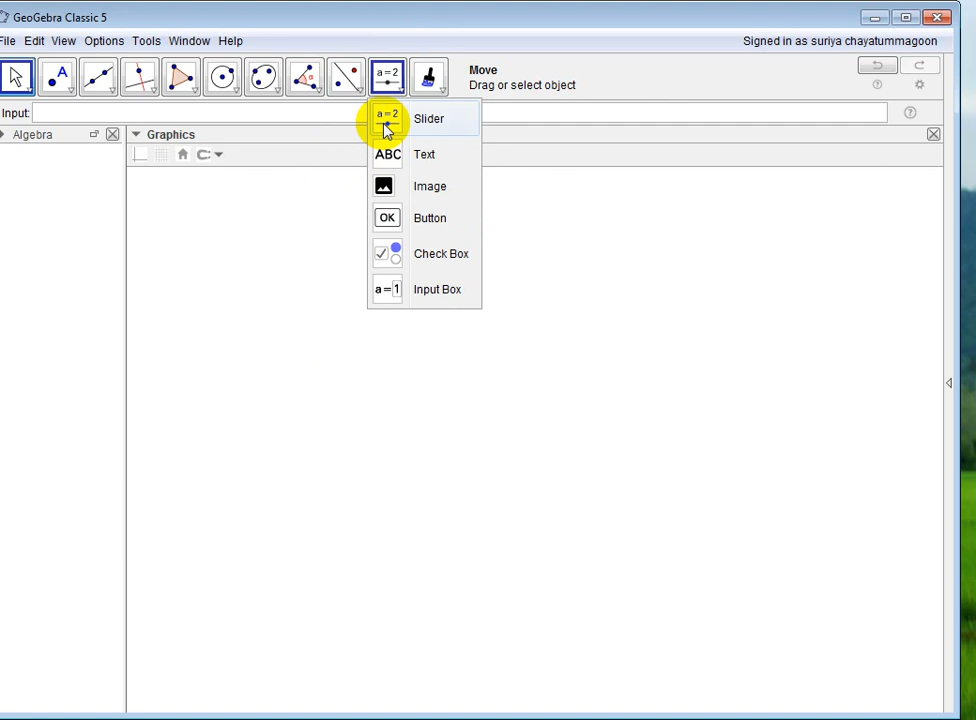 GeoGebra Classic 5
File Edit View Options Tools Window Help
Signed in as suriya chayatummagoon
A
α
a = 2
Move
Drag or select object
Input:
a = 2
Slider
Algebra
Graphics
ABC
Text
Image
OK
Button
Check Box
a = 1
Input Box